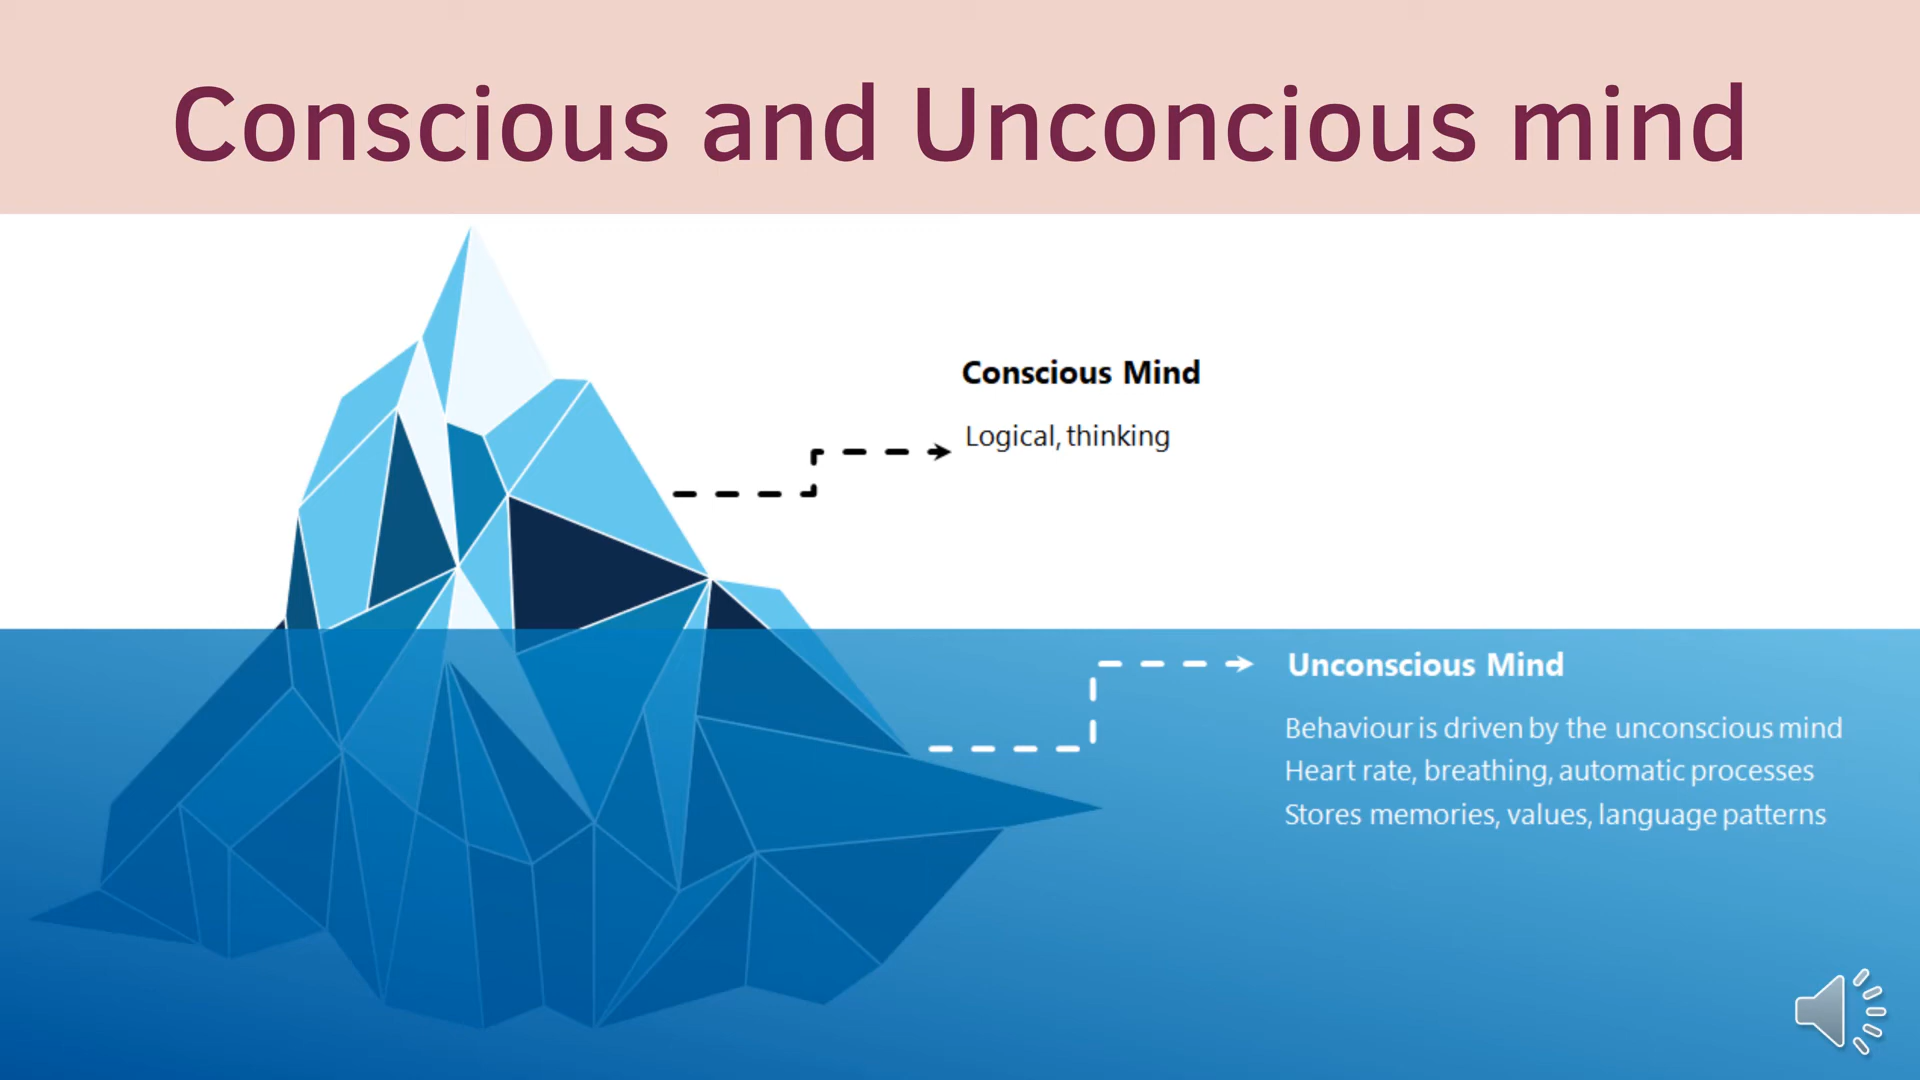 Conscious and Unconcious mind
Conscious Mind
Logical, thinking
Unconscious Mind
Behaviour is driven by the unconscious mind
Heart rate, breathing, automatic processes
Stores memories, values, language patterns